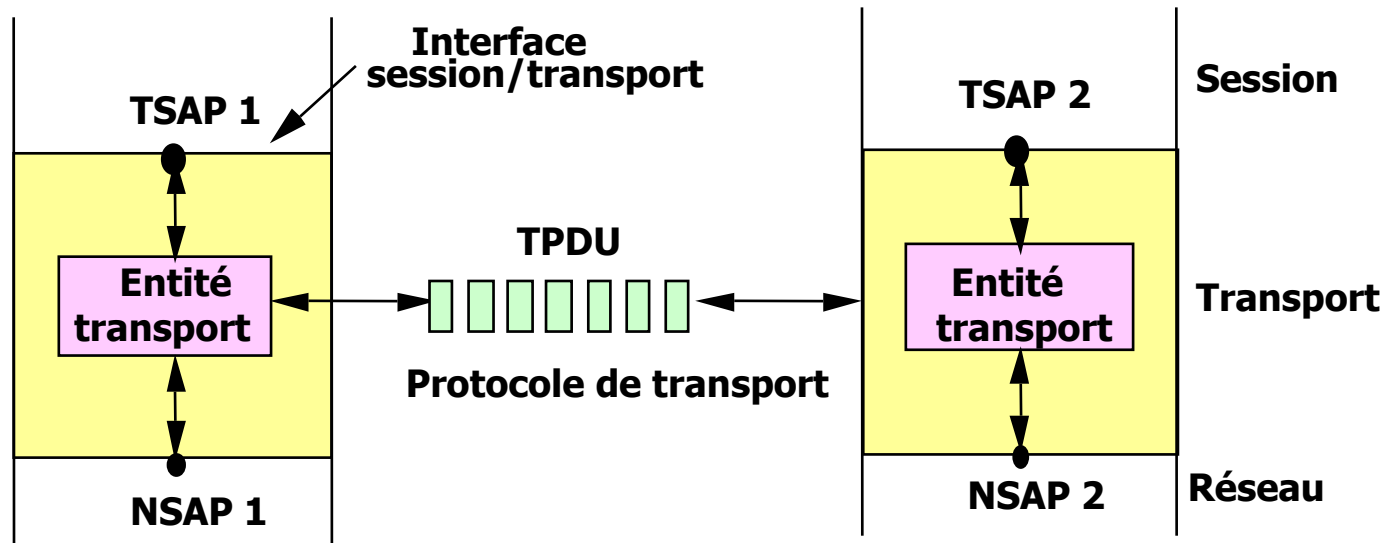 Interface
session/transport
TSAP 1
TSAP 2
Session
TPDU
Entité
transport
Entité
transport
Transport
Protocole de transport
NSAP 1
NSAP 2
Réseau